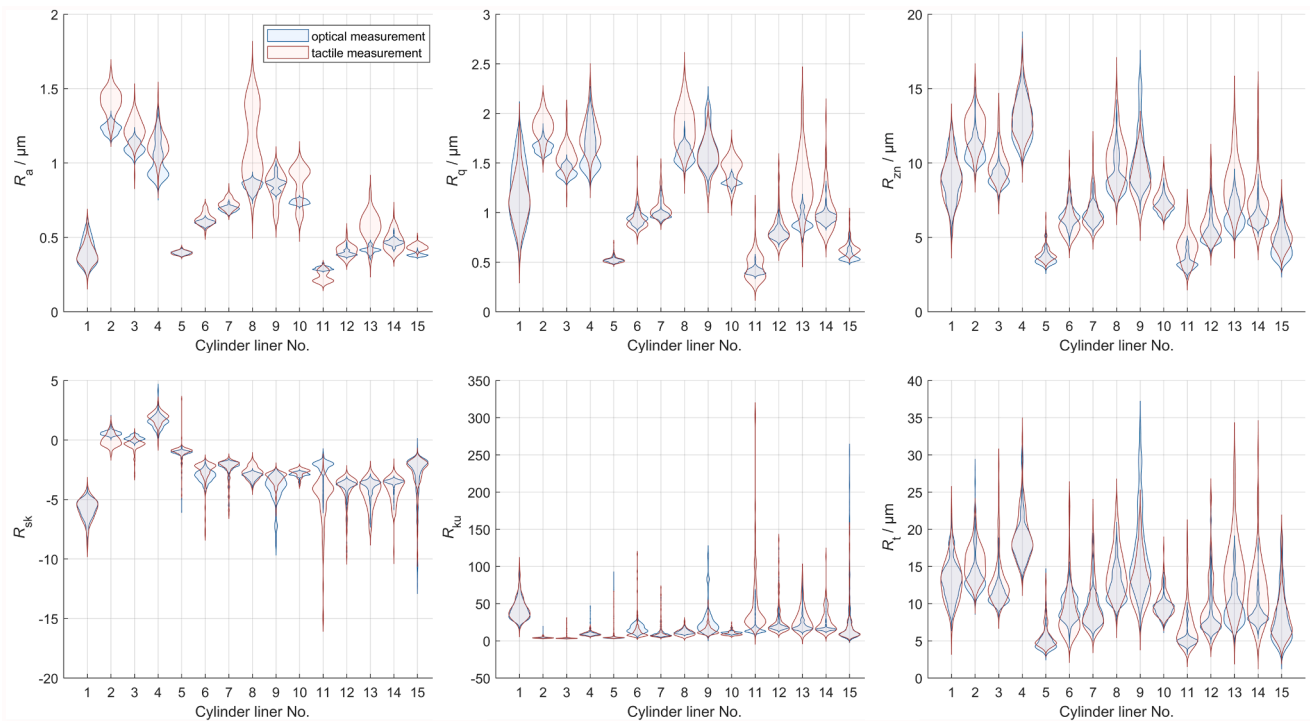 2
1.5
1
0.5
0
R_a / μm
optical measurement
tactile measurement
1 2 3 4 5 6 7 8 9 10 11 12 13 14 15
Cylinder liner No.
3
2.5
2
1.5
1
0.5
0
R_q / μm
1 2 3 4 5 6 7 8 9 10 11 12 13 14 15
Cylinder liner No.
20
15
10
5
0
R_zn / μm
1 2 3 4 5 6 7 8 9 10 11 12 13 14 15
Cylinder liner No.
5
0
-5
-10
-15
-20
R_sk
1 2 3 4 5 6 7 8 9 10 11 12 13 14 15
Cylinder liner No.
350
300
250
200
150
100
50
0
-50
R_ku
1 2 3 4 5 6 7 8 9 10 11 12 13 14 15
Cylinder liner No.
40
35
30
25
20
15
10
5
0
R_t / μm
1 2 3 4 5 6 7 8 9 10 11 12 13 14 15
Cylinder liner No.